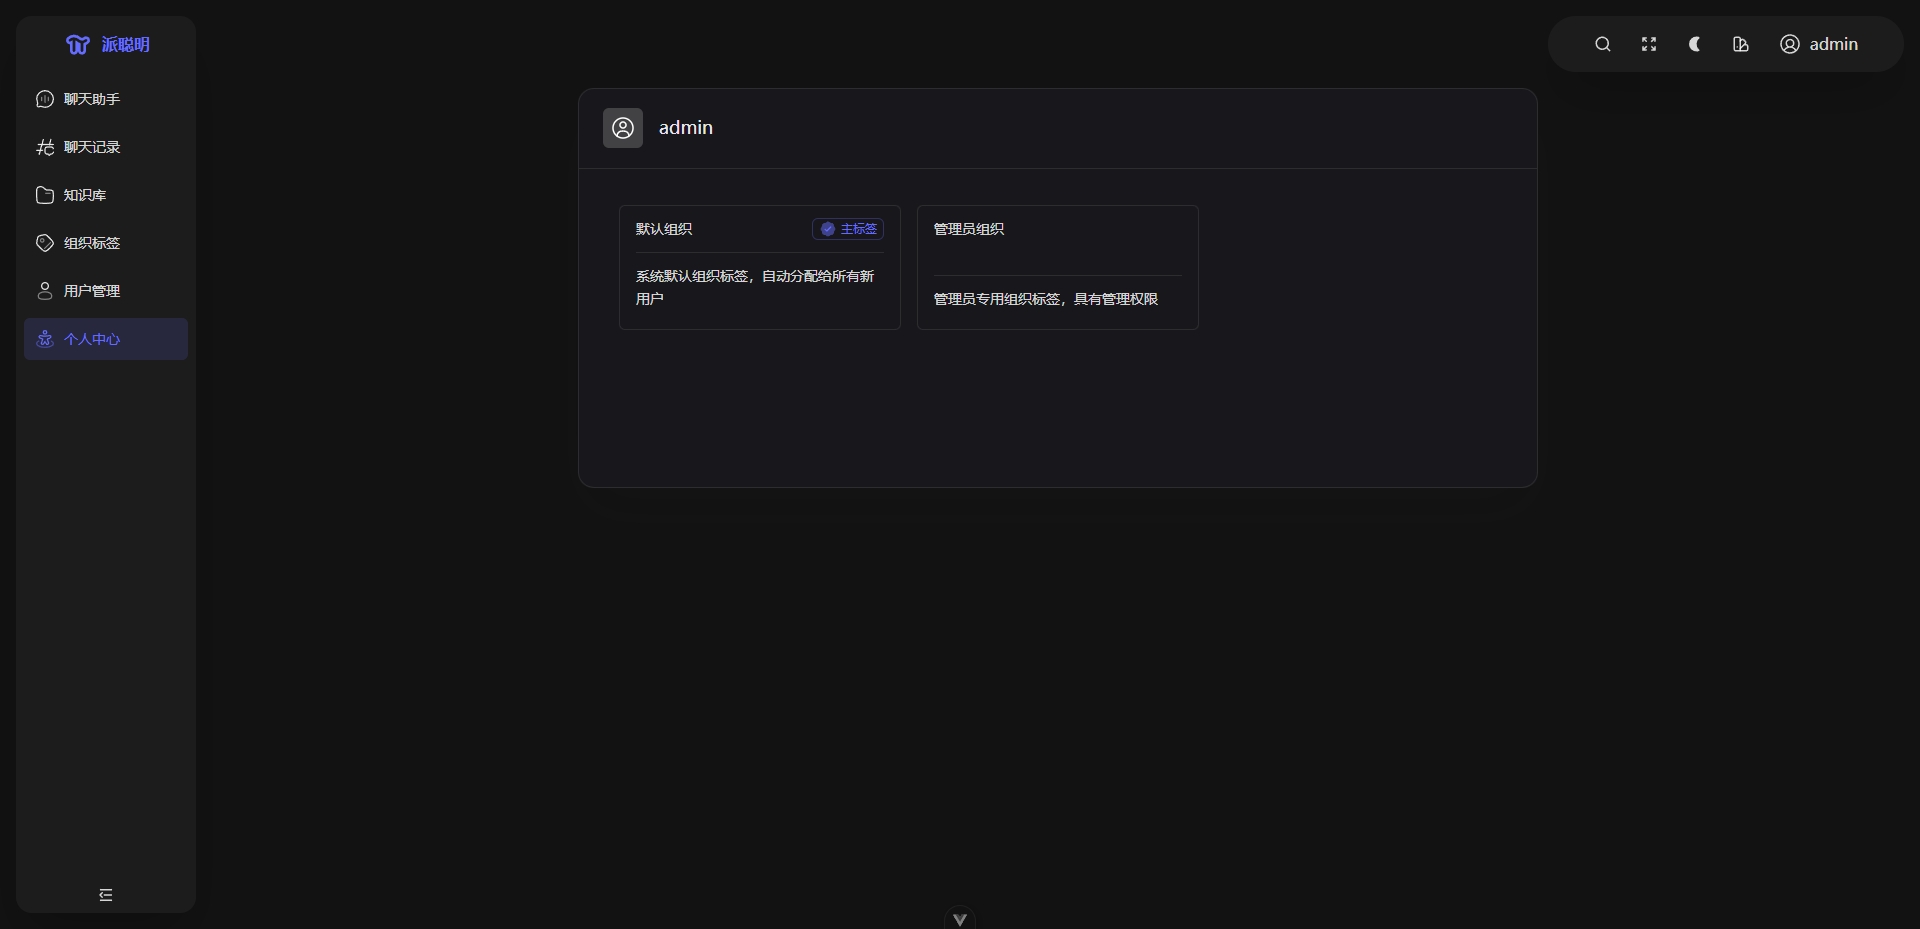 派聪明
聊天助手
聊天记录
知识库
组织标签
用户管理
个人中心
admin
admin
默认组织
主标签
系统默认组织标签，自动分配给所有新
用户
管理员组织
管理员专用组织标签，具有管理权限